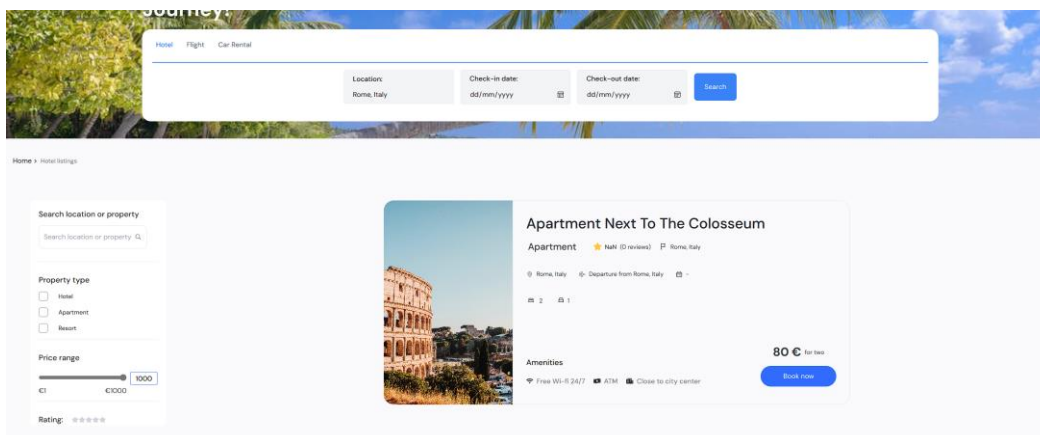 Journey!
Hotel Flight Car Rental
Location: Check-in date: Check-out date:
Rome, Italy dd/mm/yyyy dd/mm/yyyy Search
Home > Hotel listings
Search location or property
Search location or property
Property type
Hotel
Apartment
Resort
Price range
1000
€1 €1000
Rating:
Apartment Next To The Colosseum
Apartment NaN (0 reviews) Rome, Italy
Rome, Italy Departure from Rome, Italy -
2 1
80 € for two
Amenities
Free Wi-fi 24/7 ATM Close to city center
Book now